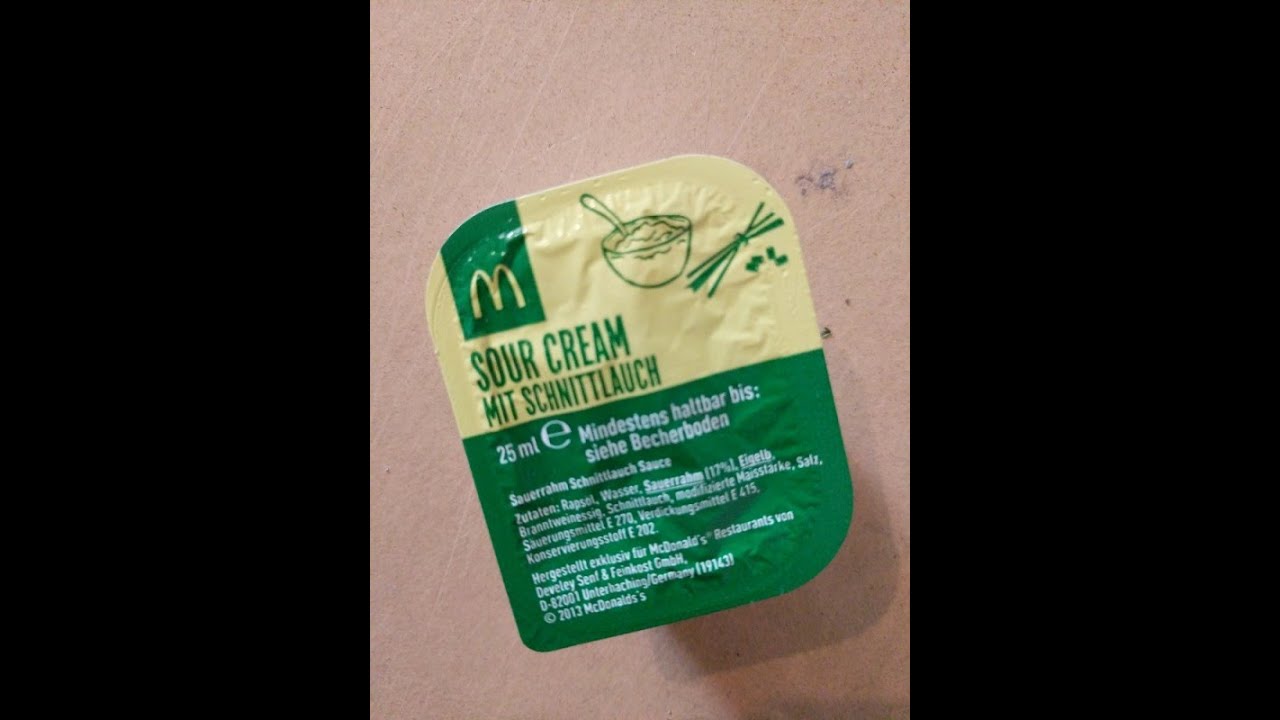 M
SOUR CREAM
MIT SCHNITTLAUCH
25 ml ℮ Mindestens haltbar bis:
siehe Becherboden
Sauerrahm Schnittlauch Sauce
Zutaten: Rapsöl, Wasser, Sauerrahm (17%), Eigelb,
Branntweinessig, Schnittlauch, modifizierte Maisstärke, Salz,
Säuerungsmittel E 270, Verdickungsmittel E 415,
Konservierungsstoff E 202.
Hergestellt exklusiv für McDonald's® Restaurants von
Develey Senf & Feinkost GmbH,
D-82001 Unterhaching/Germany (19143)
© 2013 McDonalds's